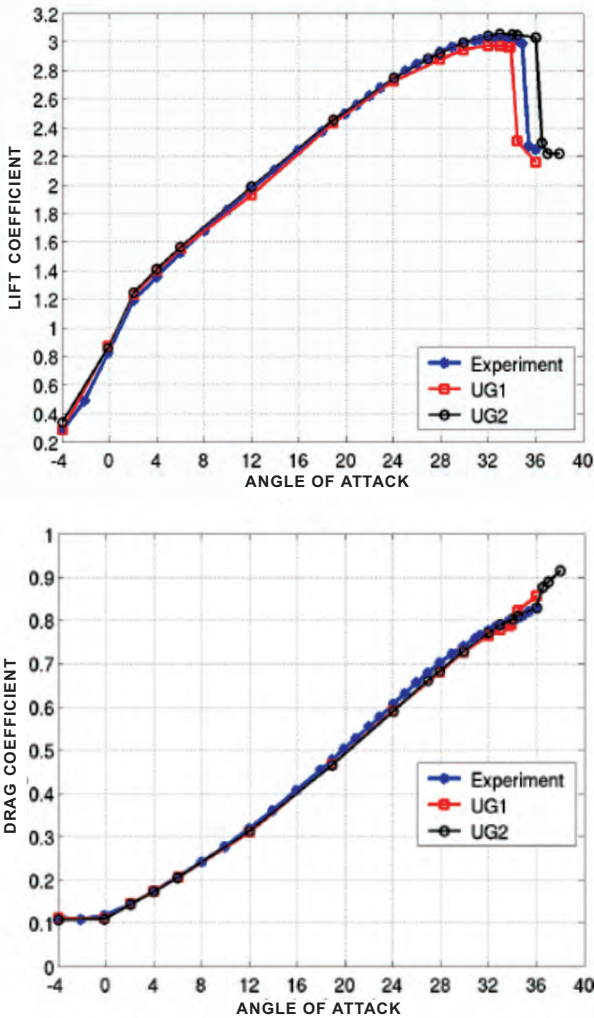 3.2
3
2.8
2.6
2.4
2.2
2
1.8
1.6
1.4
1.2
1
0.8
0.6
0.4
0.2
LIFT COEFFICIENT
Experiment
UG1
UG2
-4 0 4 8 12 16 20 24 28 32 36 40
ANGLE OF ATTACK
1
0.9
0.8
0.7
0.6
0.5
0.4
0.3
0.2
0.1
0
DRAG COEFFICIENT
Experiment
UG1
UG2
-4 0 4 8 12 16 20 24 28 32 36 40
ANGLE OF ATTACK